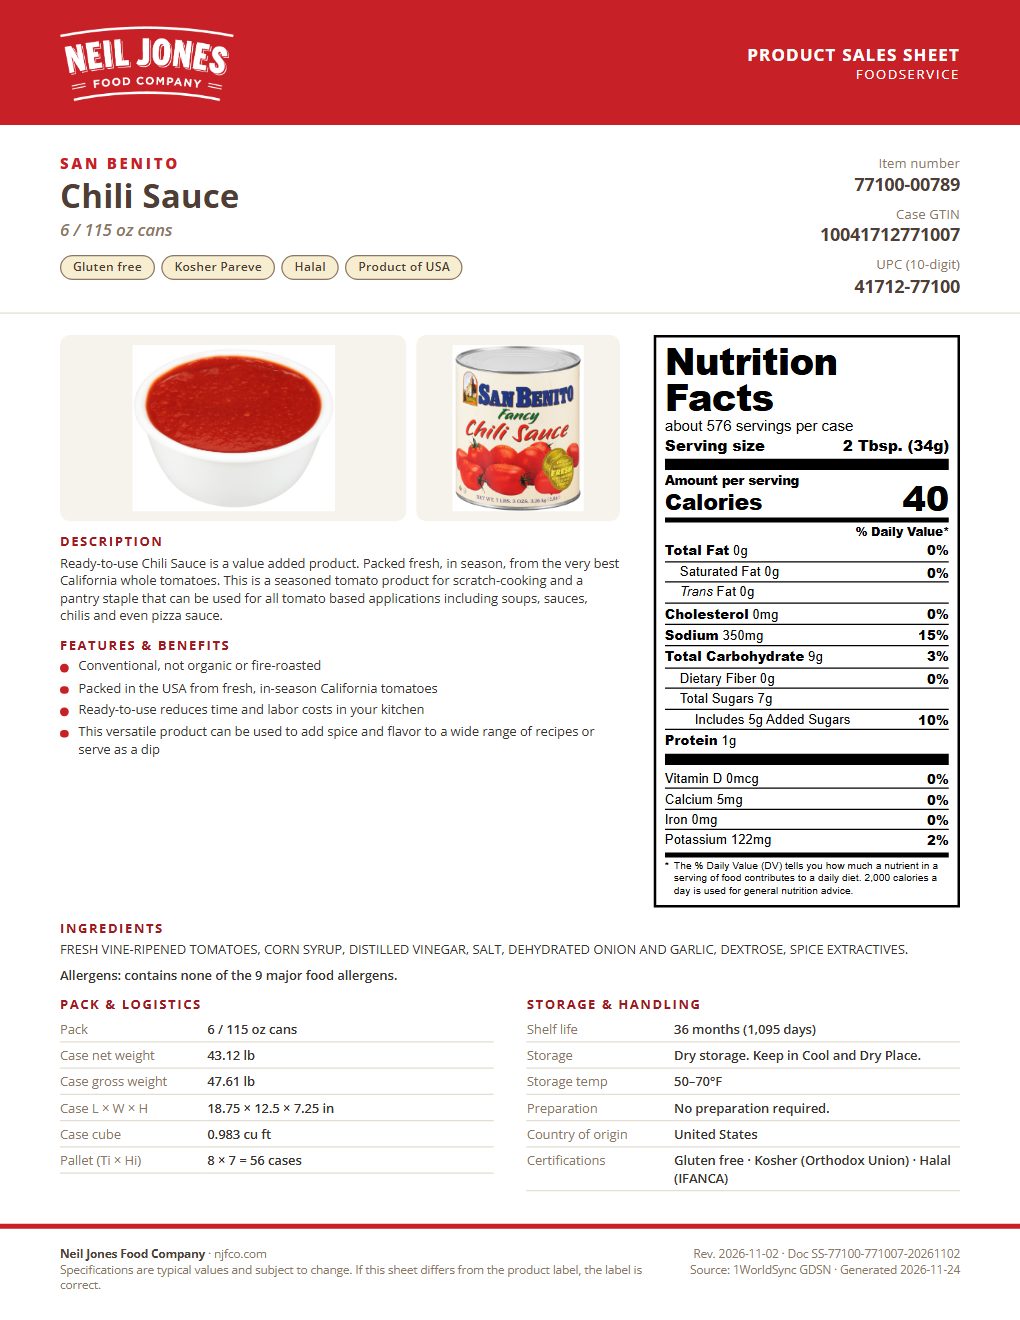 NEIL JONES
FOOD COMPANY
PRODUCT SALES SHEET
FOODSERVICE
SAN BENITO
Chili Sauce
6 / 115 oz cans
Gluten free
Kosher Pareve
Halal
Product of USA
Item number
77100-00789
Case GTIN
10041712771007
UPC (10-digit)
41712-77100
SAN BENITO
Fancy
Chili Sauce
DESCRIPTION
Ready-to-use Chili Sauce is a value added product. Packed fresh, in season, from the very best
California whole tomatoes. This is a seasoned tomato product for scratch-cooking and a
pantry staple that can be used for all tomato based applications including soups, sauces,
chilis and even pizza sauce.
FEATURES & BENEFITS
Conventional, not organic or fire-roasted
Packed in the USA from fresh, in-season California tomatoes
Ready-to-use reduces time and labor costs in your kitchen
This versatile product can be used to add spice and flavor to a wide range of recipes or
serve as a dip
Nutrition
Facts
about 576 servings per case
Serving size 2 Tbsp. (34g)
Amount per serving
Calories 40
% Daily Value*
Total Fat 0g 0%
Saturated Fat 0g 0%
Trans Fat 0g
Cholesterol 0mg 0%
Sodium 350mg 15%
Total Carbohydrate 9g 3%
Dietary Fiber 0g 0%
Total Sugars 7g
Includes 5g Added Sugars 10%
Protein 1g
Vitamin D 0mcg 0%
Calcium 5mg 0%
Iron 0mg 0%
Potassium 122mg 2%
* The % Daily Value (DV) tells you how much a nutrient in a
serving of food contributes to a daily diet. 2,000 calories a
day is used for general nutrition advice.
INGREDIENTS
FRESH VINE-RIPENED TOMATOES, CORN SYRUP, DISTILLED VINEGAR, SALT, DEHYDRATED ONION AND GARLIC, DEXTROSE, SPICE EXTRACTIVES.
Allergens: contains none of the 9 major food allergens.
PACK & LOGISTICS
Pack 6 / 115 oz cans
Case net weight 43.12 lb
Case gross weight 47.61 lb
Case L × W × H 18.75 × 12.5 × 7.25 in
Case cube 0.983 cu ft
Pallet (Ti × Hi) 8 × 7 = 56 cases
STORAGE & HANDLING
Shelf life 36 months (1,095 days)
Storage Dry storage. Keep in Cool and Dry Place.
Storage temp 50–70°F
Preparation No preparation required.
Country of origin United States
Certifications Gluten free · Kosher (Orthodox Union) · Halal
(IFANCA)
Neil Jones Food Company · njfco.com
Specifications are typical values and subject to change. If this sheet differs from the product label, the label is
correct.
Rev. 2026-11-02 · Doc SS-77100-771007-20261102
Source: 1WorldSync GDSN · Generated 2026-11-24